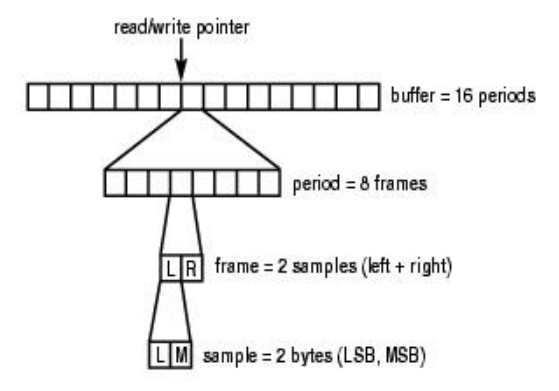 read/write pointer
buffer = 16 periods
period = 8 frames
L R frame = 2 samples (left + right)
L M sample = 2 bytes (LSB, MSB)